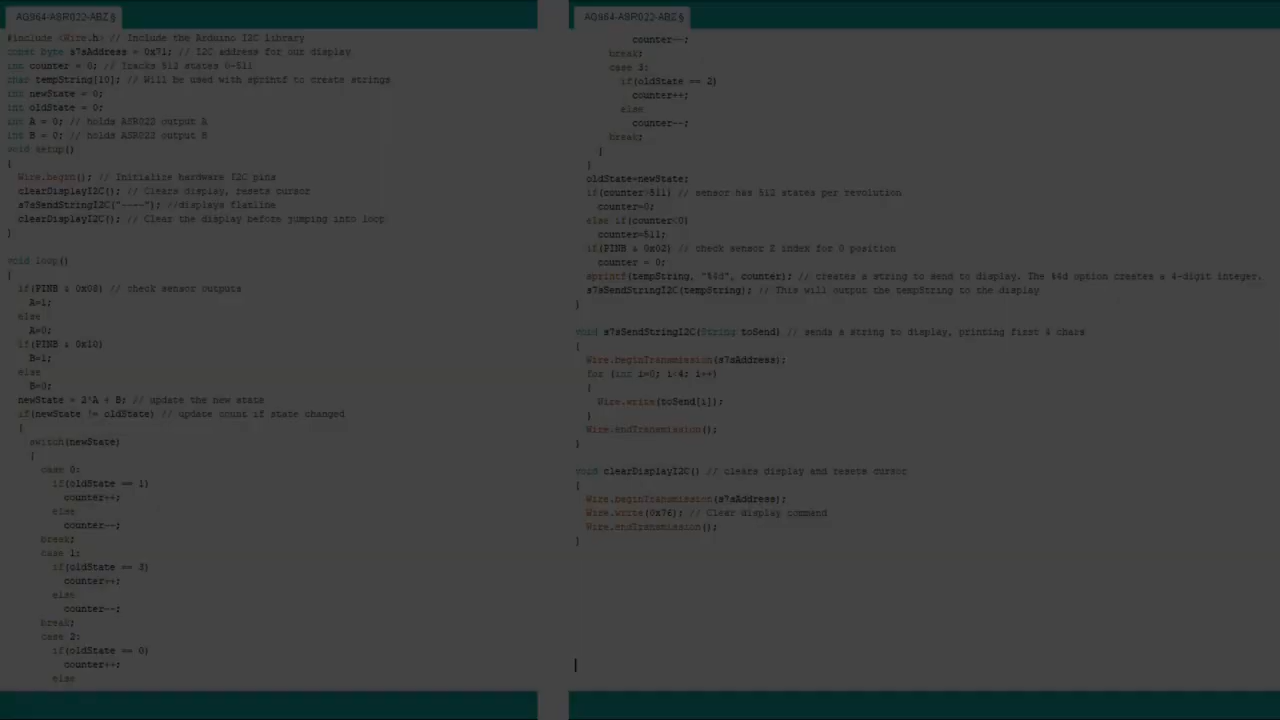 AG964-ASR022-ABZ §
#include <Wire.h> // Include the Arduino I2C library
const byte s7sAddress = 0x71; // I2C address for our display
int counter = 0; // Tracks 512 states 0-511
char tempString[10]; // Will be used with sprintf to create strings
int newState = 0;
int oldState = 0;
int A = 0; // holds ASR022 output A
int B = 0; // holds ASR022 output B
void setup()
{
Wire.begin(); // Initialize hardware I2C pins
clearDisplayI2C(); // Clears display, resets cursor
s7sSendStringI2C("----"); //displays flatline
clearDisplayI2C(); // Clear the display before jumping into loop
}
void loop()
{
if(PINB & 0x08) // check sensor outputs
A=1;
else
A=0;
if(PINB & 0x10)
B=1;
else
B=0;
newState = 2*A + B; // update the new state
if(newState != oldState) // update count if state changed
{
switch(newState)
{
case 0:
if(oldState == 1)
counter++;
else
counter--;
break;
case 1:
if(oldState == 3)
counter++;
else
counter--;
break;
case 2:
if(oldState == 0)
counter++;
else
AG964-ASR022-ABZ §
counter--;
break;
case 3:
if(oldState == 2)
counter++;
else
counter--;
break;
}
}
oldState=newState;
if(counter>511) // sensor has 512 states per revolution
counter=0;
else if(counter<0)
counter=511;
if(PINB & 0x02) // check sensor Z index for 0 position
counter = 0;
sprintf(tempString, "%4d", counter); // creates a string to send to display. The %4d option creates a 4-digit integer.
s7sSendStringI2C(tempString); // This will output the tempString to the display
}
void s7sSendStringI2C(String toSend) // sends a string to display, printing first 4 chars
{
Wire.beginTransmission(s7sAddress);
for (int i=0; i<4; i++)
{
Wire.write(toSend[i]);
}
Wire.endTransmission();
}
void clearDisplayI2C() // clears display and resets cursor
{
Wire.beginTransmission(s7sAddress);
Wire.write(0x76); // Clear display command
Wire.endTransmission();
}